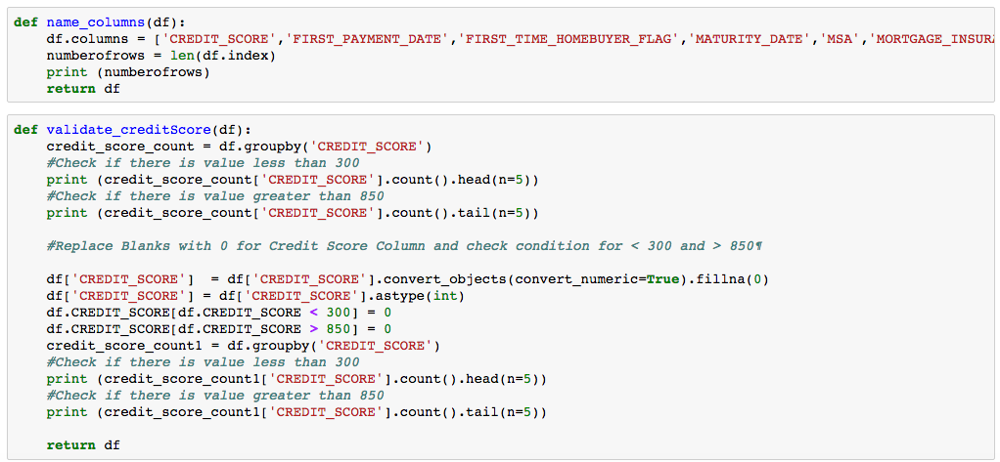 def name_columns(df):
    df.columns = ['CREDIT_SCORE','FIRST_PAYMENT_DATE','FIRST_TIME_HOMEBUYER_FLAG','MATURITY_DATE','MSA','MORTGAGE_INSUR
    numberofrows = len(df.index)
    print (numberofrows)
    return df
def validate_creditScore(df):
    credit_score_count = df.groupby('CREDIT_SCORE')
    #Check if there is value less than 300
    print (credit_score_count['CREDIT_SCORE'].count().head(n=5))
    #Check if there is value greater than 850
    print (credit_score_count['CREDIT_SCORE'].count().tail(n=5))
    #Replace Blanks with 0 for Credit Score Column and check condition for < 300 and > 850¶
    df['CREDIT_SCORE']  = df['CREDIT_SCORE'].convert_objects(convert_numeric=True).fillna(0)
    df['CREDIT_SCORE'] = df['CREDIT_SCORE'].astype(int)
    df.CREDIT_SCORE[df.CREDIT_SCORE < 300] = 0
    df.CREDIT_SCORE[df.CREDIT_SCORE > 850] = 0
    credit_score_count1 = df.groupby('CREDIT_SCORE')
    #Check if there is value less than 300
    print (credit_score_count1['CREDIT_SCORE'].count().head(n=5))
    #Check if there is value greater than 850
    print (credit_score_count1['CREDIT_SCORE'].count().tail(n=5))
    return df